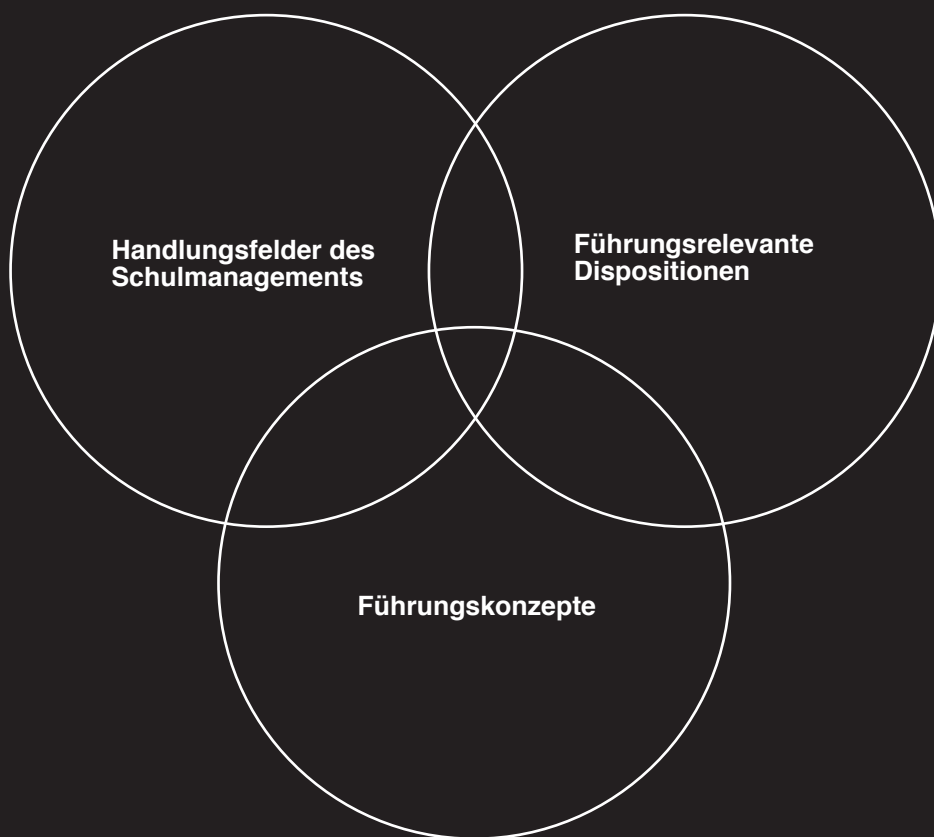 Handlungsfelder des
Schulmanagements
Führungsrelevante
Dispositionen
Führungskonzepte